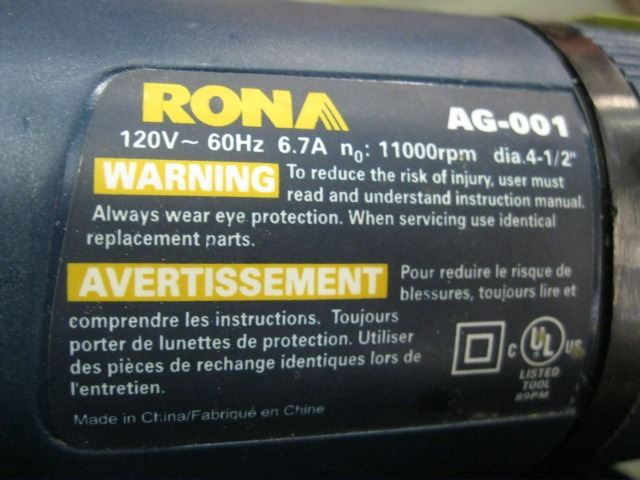 RONA
AG-001
120V~ 60Hz 6.7A n₀: 11000rpm dia.4-1/2"
WARNING To reduce the risk of injury, user must
read and understand instruction manual.
Always wear eye protection. When servicing use identical
replacement parts.
AVERTISSEMENT Pour reduire le risque de
blessures, toujours lire et
comprendre les instructions. Toujours
porter de lunettes de protection. Utiliser
des pièces de rechange identiques lors de
l'entretien.
C UL US
LISTED
TOOL
89PM
Made in China/Fabriqué en Chine